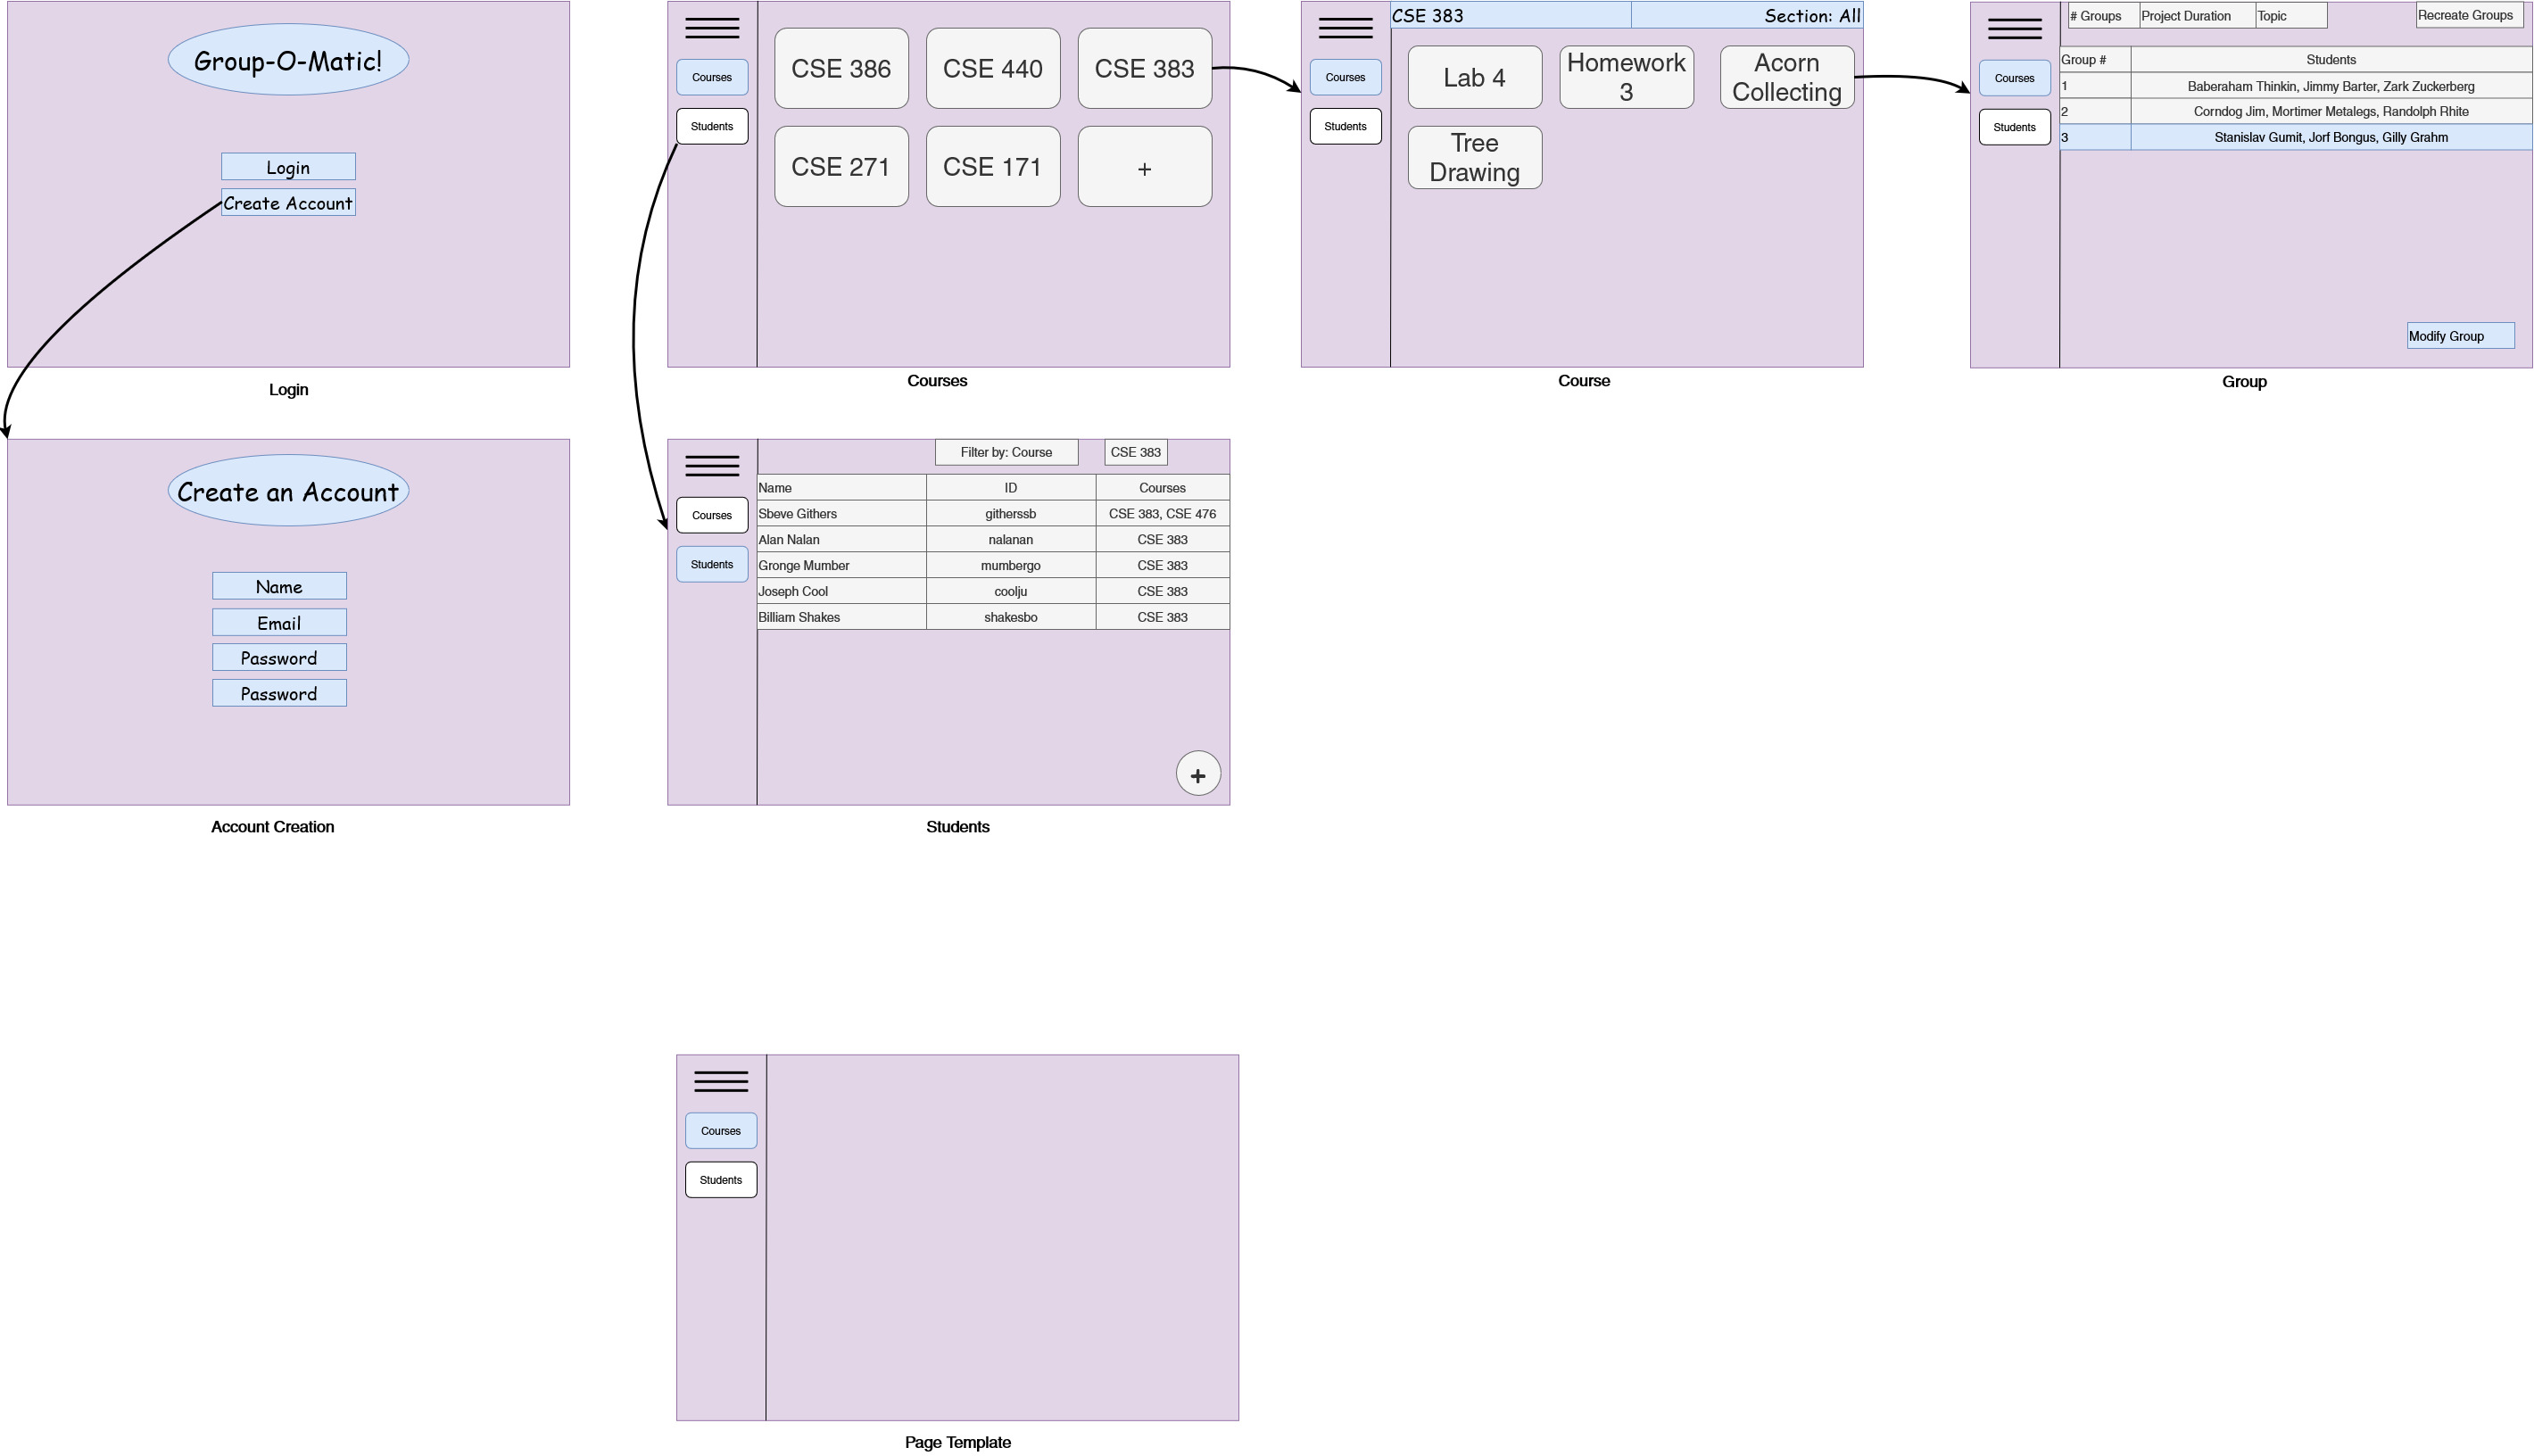 Group-O-Matic!
Login
Create Account
Login
Courses
Students
CSE 386
CSE 440
CSE 383
CSE 271
CSE 171
+
Courses
CSE 383
Section: All
Courses
Students
Lab 4
Homework
3
Acorn
Collecting
Tree
Drawing
Course
# Groups
Project Duration
Topic
Recreate Groups
Courses
Students
Group #
Students
1
Baberaham Thinkin, Jimmy Barter, Zark Zuckerberg
2
Corndog Jim, Mortimer Metalegs, Randolph Rhite
3
Stanislav Gumit, Jorf Bongus, Gilly Grahm
Modify Group
Group
Create an Account
Name
Email
Password
Password
Account Creation
Courses
Students
Filter by: Course
CSE 383
Name
ID
Courses
Sbeve Githers
githerssb
CSE 383, CSE 476
Alan Nalan
nalanan
CSE 383
Gronge Mumber
mumbergo
CSE 383
Joseph Cool
coolju
CSE 383
Billiam Shakes
shakesbo
CSE 383
+
Students
Courses
Students
Page Template